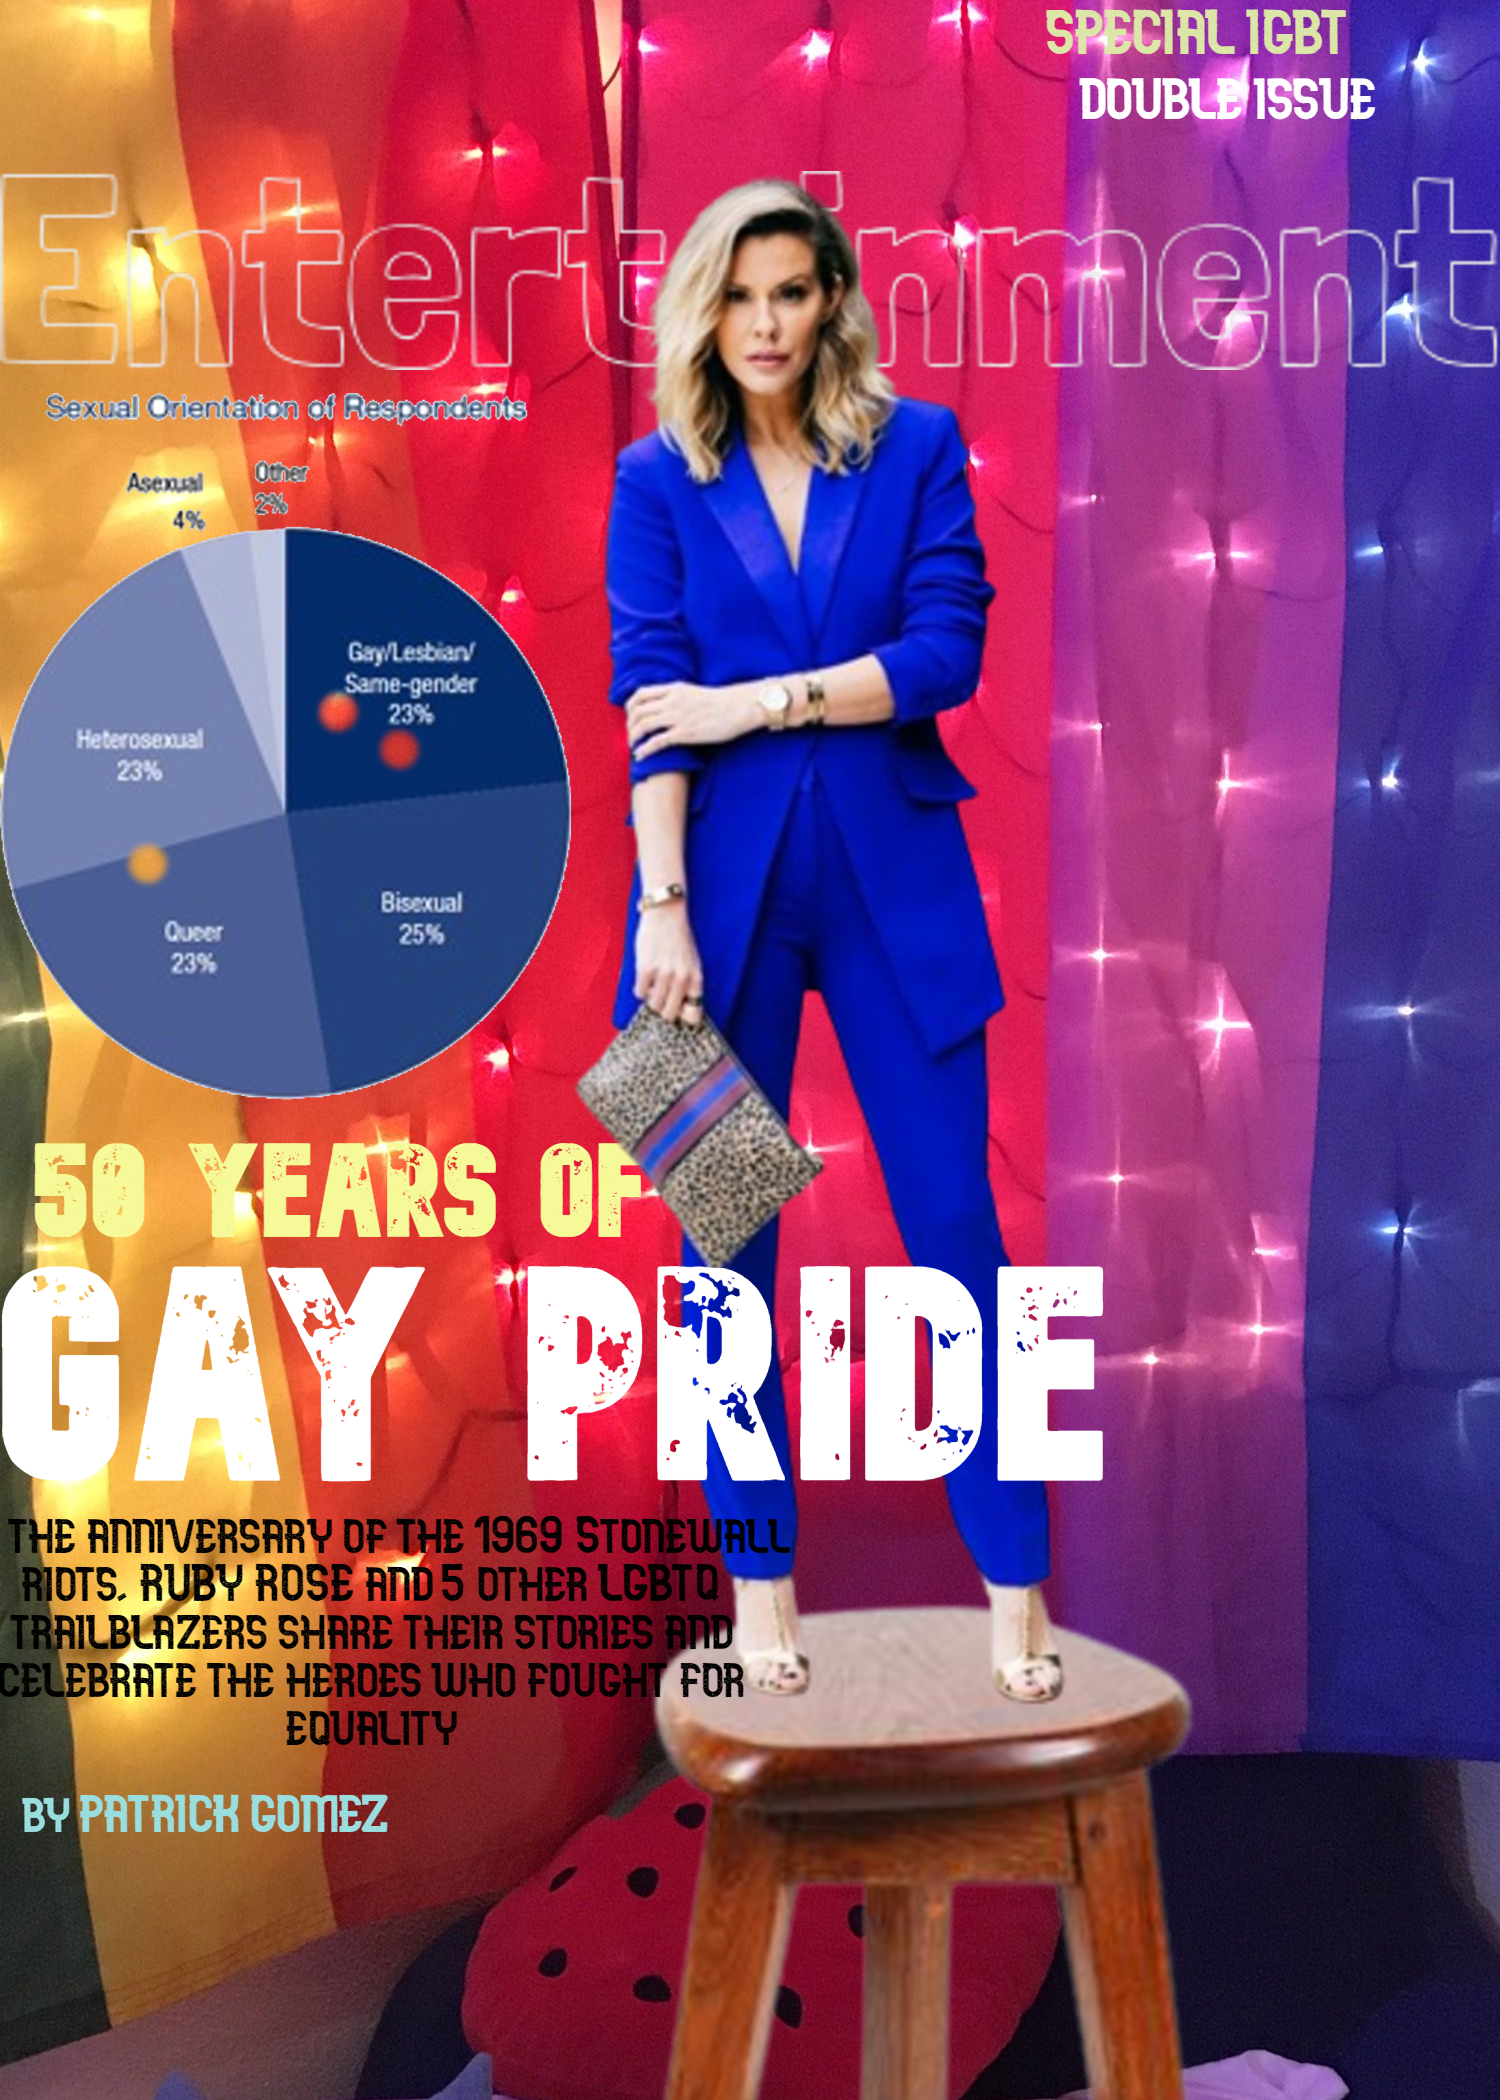 SPECIAL IGBT
DOUBLE ISSUE
Entertainment
Sexual Orientation of Respondents
Asexual
4%
Other
2%
Gay/Lesbian/
Same-gender
23%
Heterosexual
23%
Bisexual
25%
Queer
23%
50 YEARS OF
GAY PRIDE
THE ANNIVERSARY OF THE 1969 STONEWALL
RIOTS. RUBY ROSE AND 5 OTHER LGBTQ
TRAILBLAZERS SHARE THEIR STORIES AND
CELEBRATE THE HEROES WHO FOUGHT FOR
EQUALITY
BY PATRICK GOMEZ